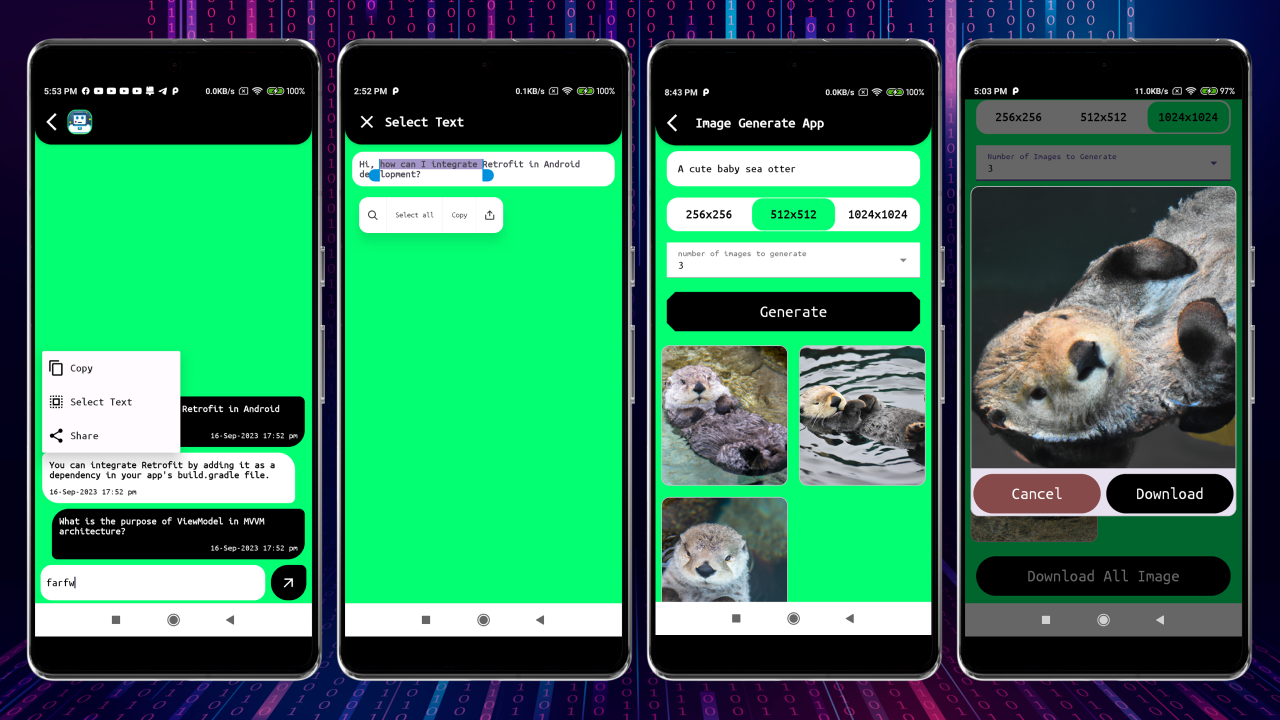 5:53 PM
0.0KB/s
100%
Copy
Select Text
Share
Retrofit in Android
16-Sep-2023 17:52 pm
You can integrate Retrofit by adding it as a
dependency in your app's build.gradle file.
16-Sep-2023 17:52 pm
What is the purpose of ViewModel in MVVM
architecture?
16-Sep-2023 17:52 pm
farfw
2:52 PM
0.1KB/s
100%
Select Text
Hi, how can I integrate Retrofit in Android
de lopment?
Select all
Copy
8:43 PM
0.0KB/s
100%
Image Generate App
A cute baby sea otter
256x256
512x512
1024x1024
number of images to generate
3
Generate
5:03 PM
11.0KB/s
97%
256x256
512x512
1024x1024
Number of Images to Generate
3
Cancel
Download
Download All Image